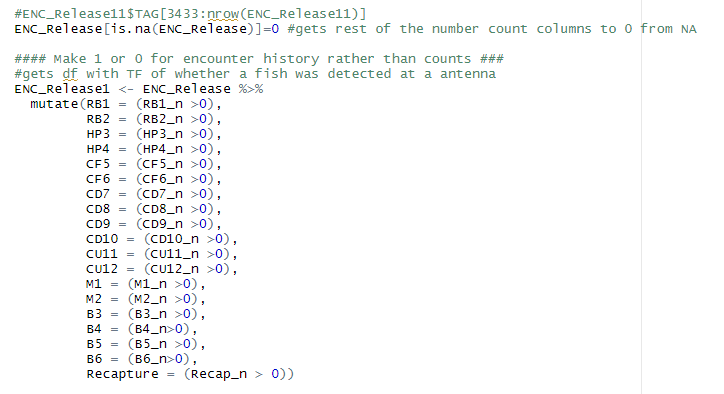 #ENC_Release11$TAG[3433:nrow(ENC_Release11)]
ENC_Release[is.na(ENC_Release)]=0 #gets rest of the number count columns to 0 from NA
#### Make 1 or 0 for encounter history rather than counts ###
#gets df with TF of whether a fish was detected at a antenna
ENC_Release1 <- ENC_Release %>%
mutate(RB1 = (RB1_n >0),
RB2 = (RB2_n >0),
HP3 = (HP3_n >0),
HP4 = (HP4_n >0),
CF5 = (CF5_n >0),
CF6 = (CF6_n >0),
CD7 = (CD7_n >0),
CD8 = (CD8_n >0),
CD9 = (CD9_n >0),
CD10 = (CD10_n >0),
CU11 = (CU11_n >0),
CU12 = (CU12_n >0),
M1 = (M1_n >0),
M2 = (M2_n >0),
B3 = (B3_n >0),
B4 = (B4_n>0),
B5 = (B5_n >0),
B6 = (B6_n>0),
Recapture = (Recap_n > 0))